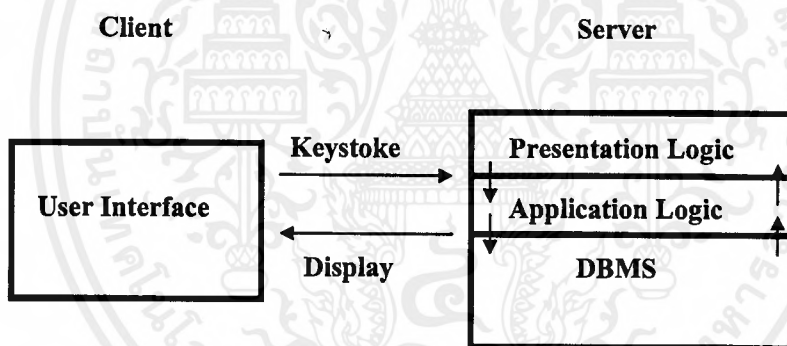 Client
Server
Keystoke
Presentation Logic
User Interface
Application Logic
Display
DBMS